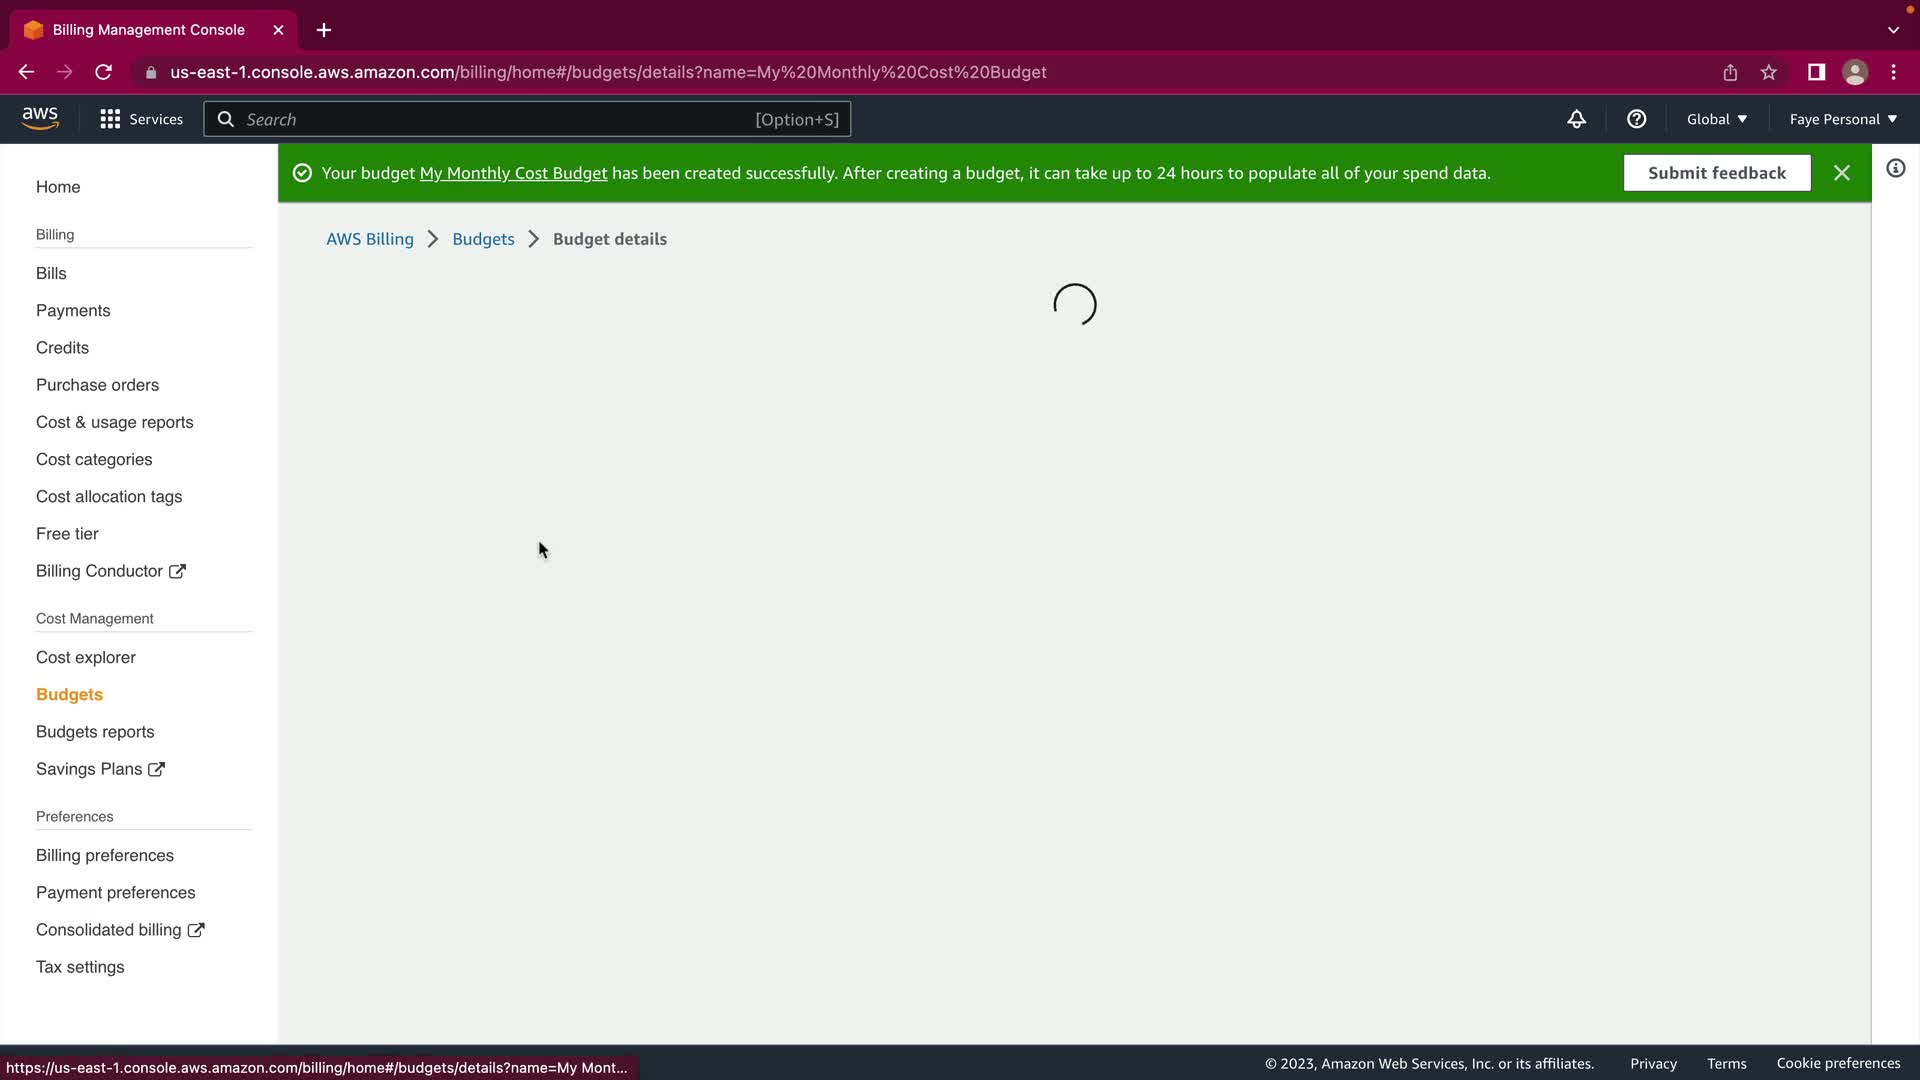 Billing Management Console
us-east-1.console.aws.amazon.com/billing/home#/budgets/details?name=My%20Monthly%20Cost%20Budget
aws
Services
Search
[Option+S]
Global
Faye Personal
Home
Billing
Bills
Payments
Credits
Purchase orders
Cost & usage reports
Cost categories
Cost allocation tags
Free tier
Billing Conductor
Cost Management
Cost explorer
Budgets
Budgets reports
Savings Plans
Preferences
Billing preferences
Payment preferences
Consolidated billing
Tax settings
Your budget My Monthly Cost Budget has been created successfully. After creating a budget, it can take up to 24 hours to populate all of your spend data.
Submit feedback
AWS Billing > Budgets > Budget details
https://us-east-1.console.aws.amazon.com/billing/home#/budgets/details?name=My Mont...
© 2023, Amazon Web Services, Inc. or its affiliates.
Privacy
Terms
Cookie preferences